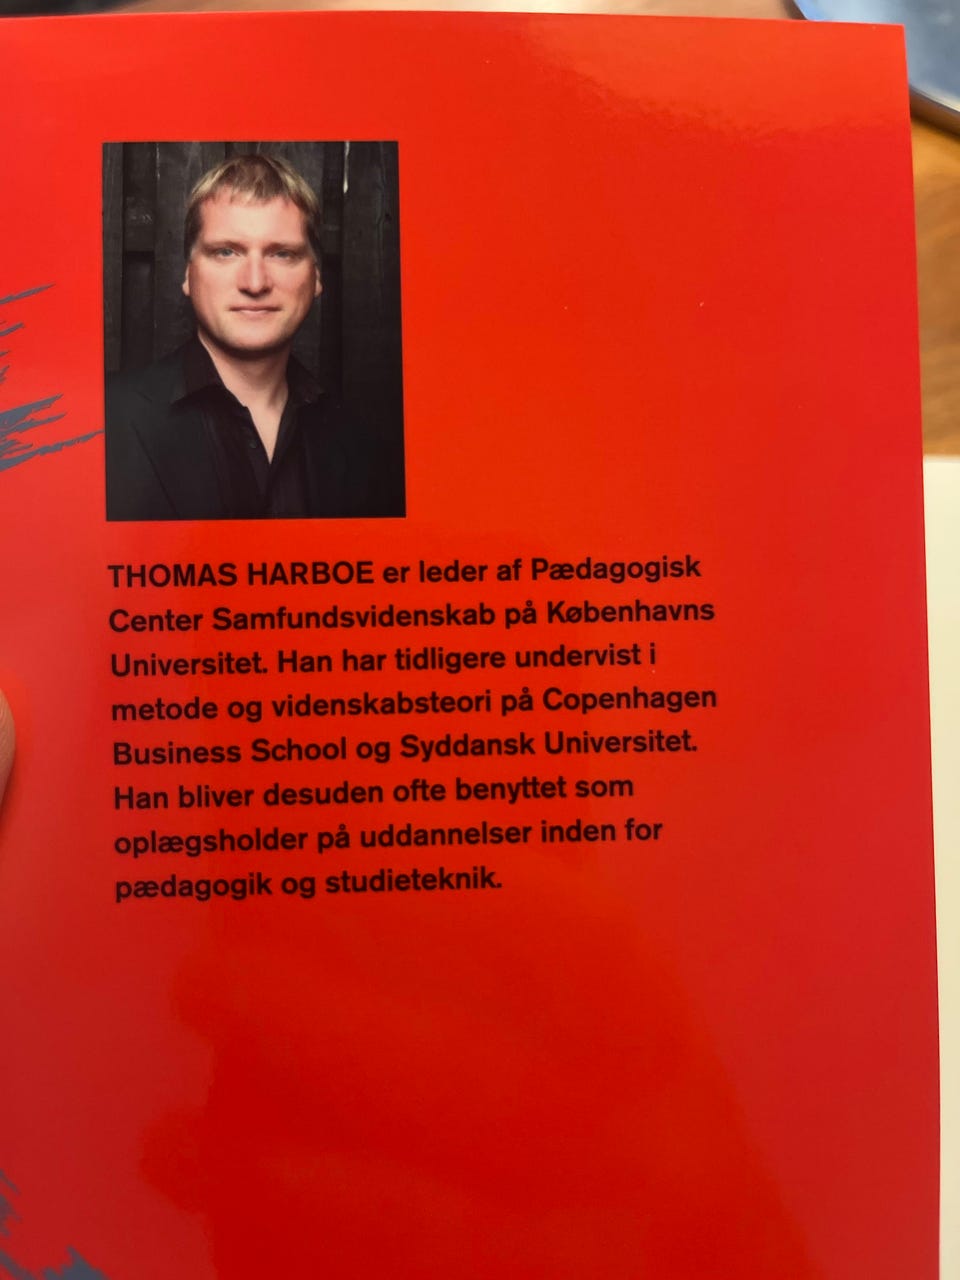 THOMAS HARBOE er leder af Pædagogisk
Center Samfundsvidenskab på Københavns
Universitet. Han har tidligere undervist i
metode og videnskabsteori på Copenhagen
Business School og Syddansk Universitet.
Han bliver desuden ofte benyttet som
oplægsholder på uddannelser inden for
pædagogik og studieteknik.